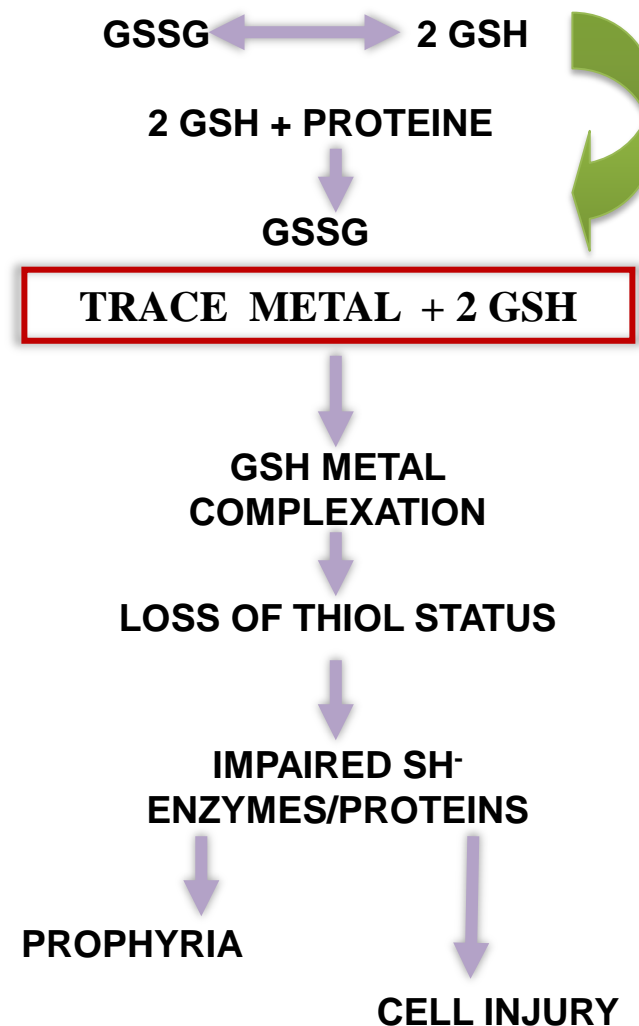 GSSG 2 GSH
2 GSH + PROTEINE
GSSG
TRACE METAL + 2 GSH
GSH METAL
COMPLEXATION
LOSS OF THIOL STATUS
IMPAIRED SH-
ENZYMES/PROTEINS
PROPHYRIA
CELL INJURY